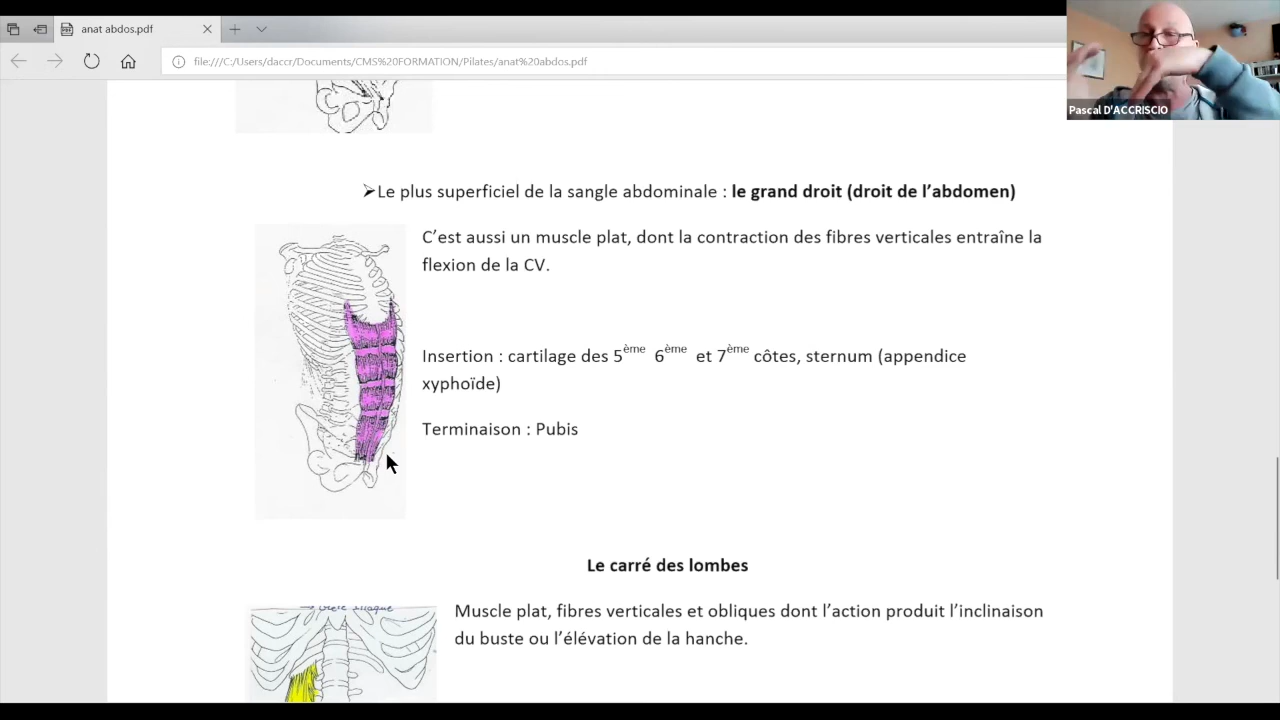 anat abdos.pdf
file:///C:/Users/daccr/Documents/CMS%20FORMATION/Pilates/anat%20abdos.pdf
Pascal D'ACCRISCIO
➢Le plus superficiel de la sangle abdominale : le grand droit (droit de l’abdomen)
C’est aussi un muscle plat, dont la contraction des fibres verticales entraîne la
flexion de la CV.
Insertion : cartilage des 5ème 6ème et 7ème côtes, sternum (appendice
xyphoïde)
Terminaison : Pubis
Le carré des lombes
Muscle plat, fibres verticales et obliques dont l’action produit l’inclinaison
du buste ou l’élévation de la hanche.